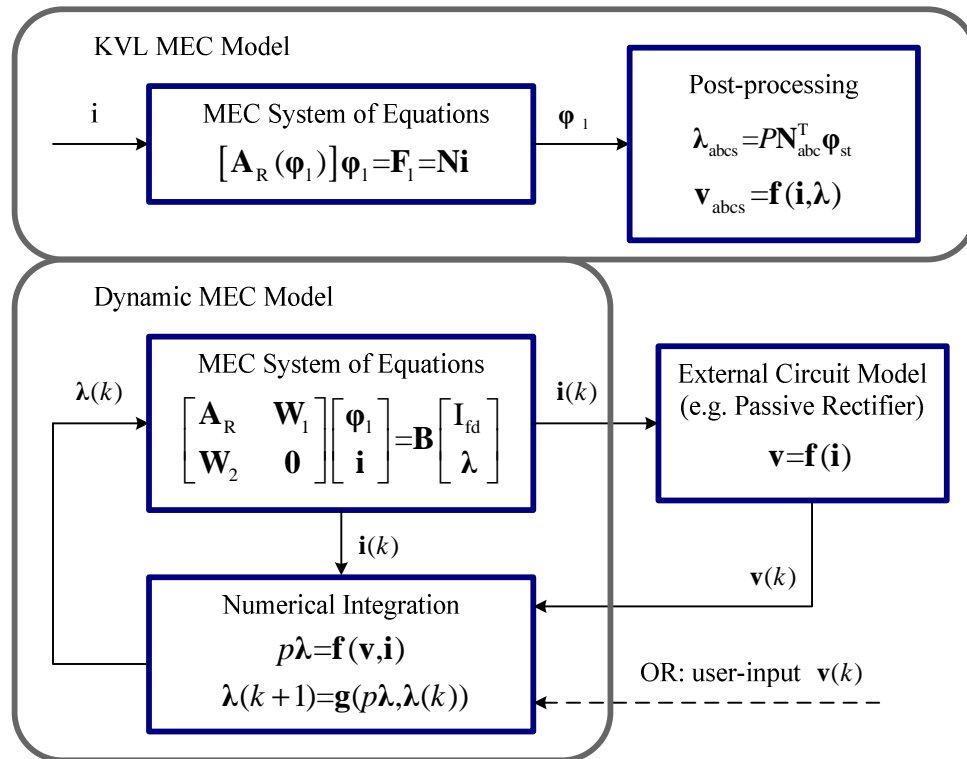 KVL MEC Model
i
MEC System of Equations
[A_R(φ_1)]φ_1=F_1=Ni
φ_1
Post-processing
λ_abcs=PN^T_abc φ_st
v_abcs=f(i,λ)
Dynamic MEC Model
λ(k)
MEC System of Equations
[A_R W_1; W_2 0][φ_1; i]=B[I_fd; λ]
i(k)
External Circuit Model
(e.g. Passive Rectifier)
v=f(i)
i(k)
v(k)
Numerical Integration
pλ=f(v,i)
λ(k+1)=g(pλ,λ(k))
OR: user-input v(k)